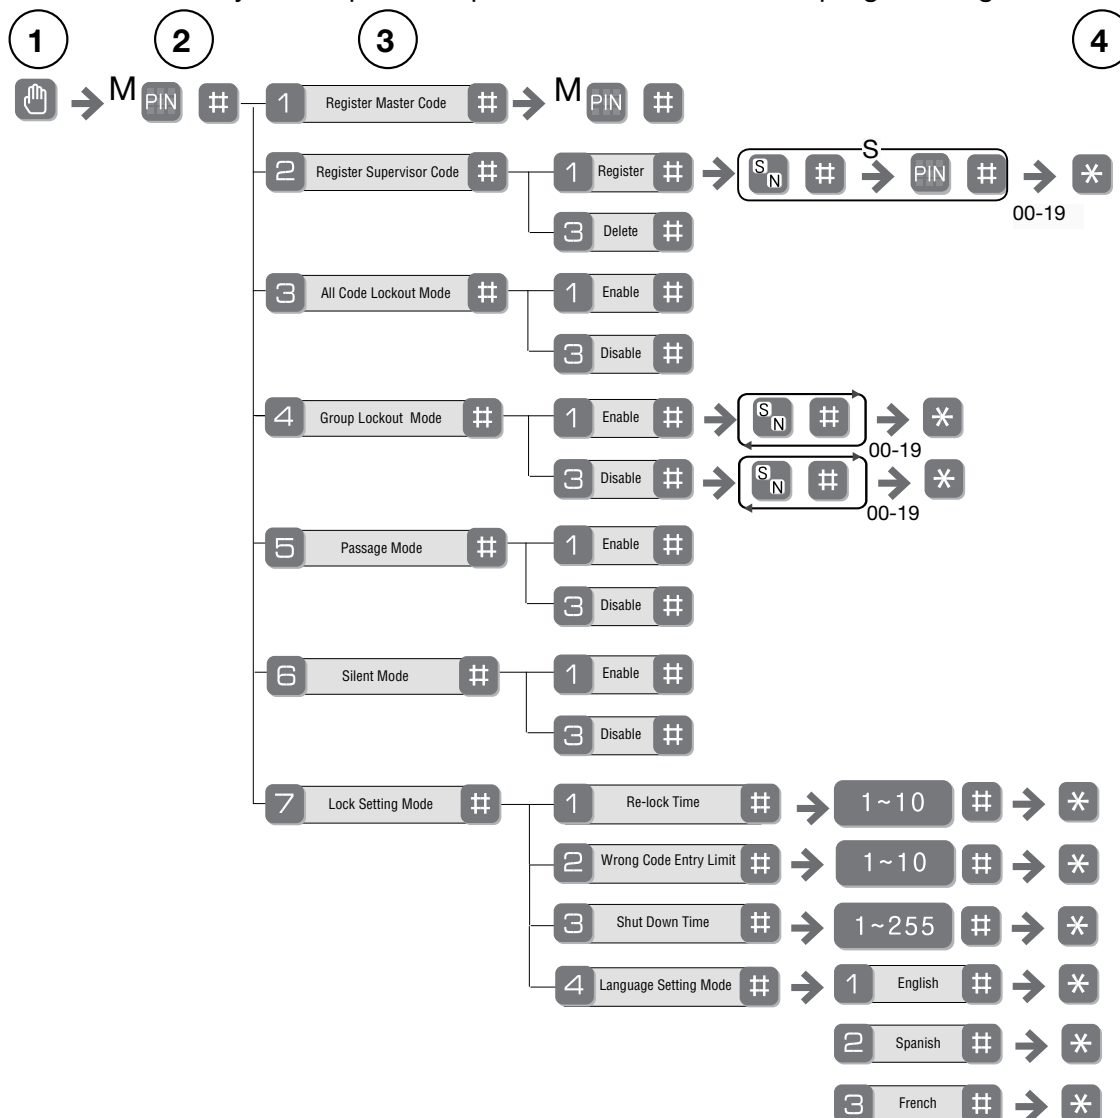 1 2 3 4
M PIN # 1 Register Master Code # M PIN #
2 Register Supervisor Code # 1 Register # SN # S PIN # 00-19 *
3 Delete #
3 All Code Lockout Mode # 1 Enable #
3 Disable #
4 Group Lockout Mode # 1 Enable # SN # 00-19 *
3 Disable # SN # 00-19 *
5 Passage Mode # 1 Enable #
3 Disable #
6 Silent Mode # 1 Enable #
3 Disable #
7 Lock Setting Mode # 1 Re-lock Time # 1~10 # *
2 Wrong Code Entry Limit # 1~10 # *
3 Shut Down Time # 1~255 # *
4 Language Setting Mode # 1 English # *
2 Spanish # *
3 French # *